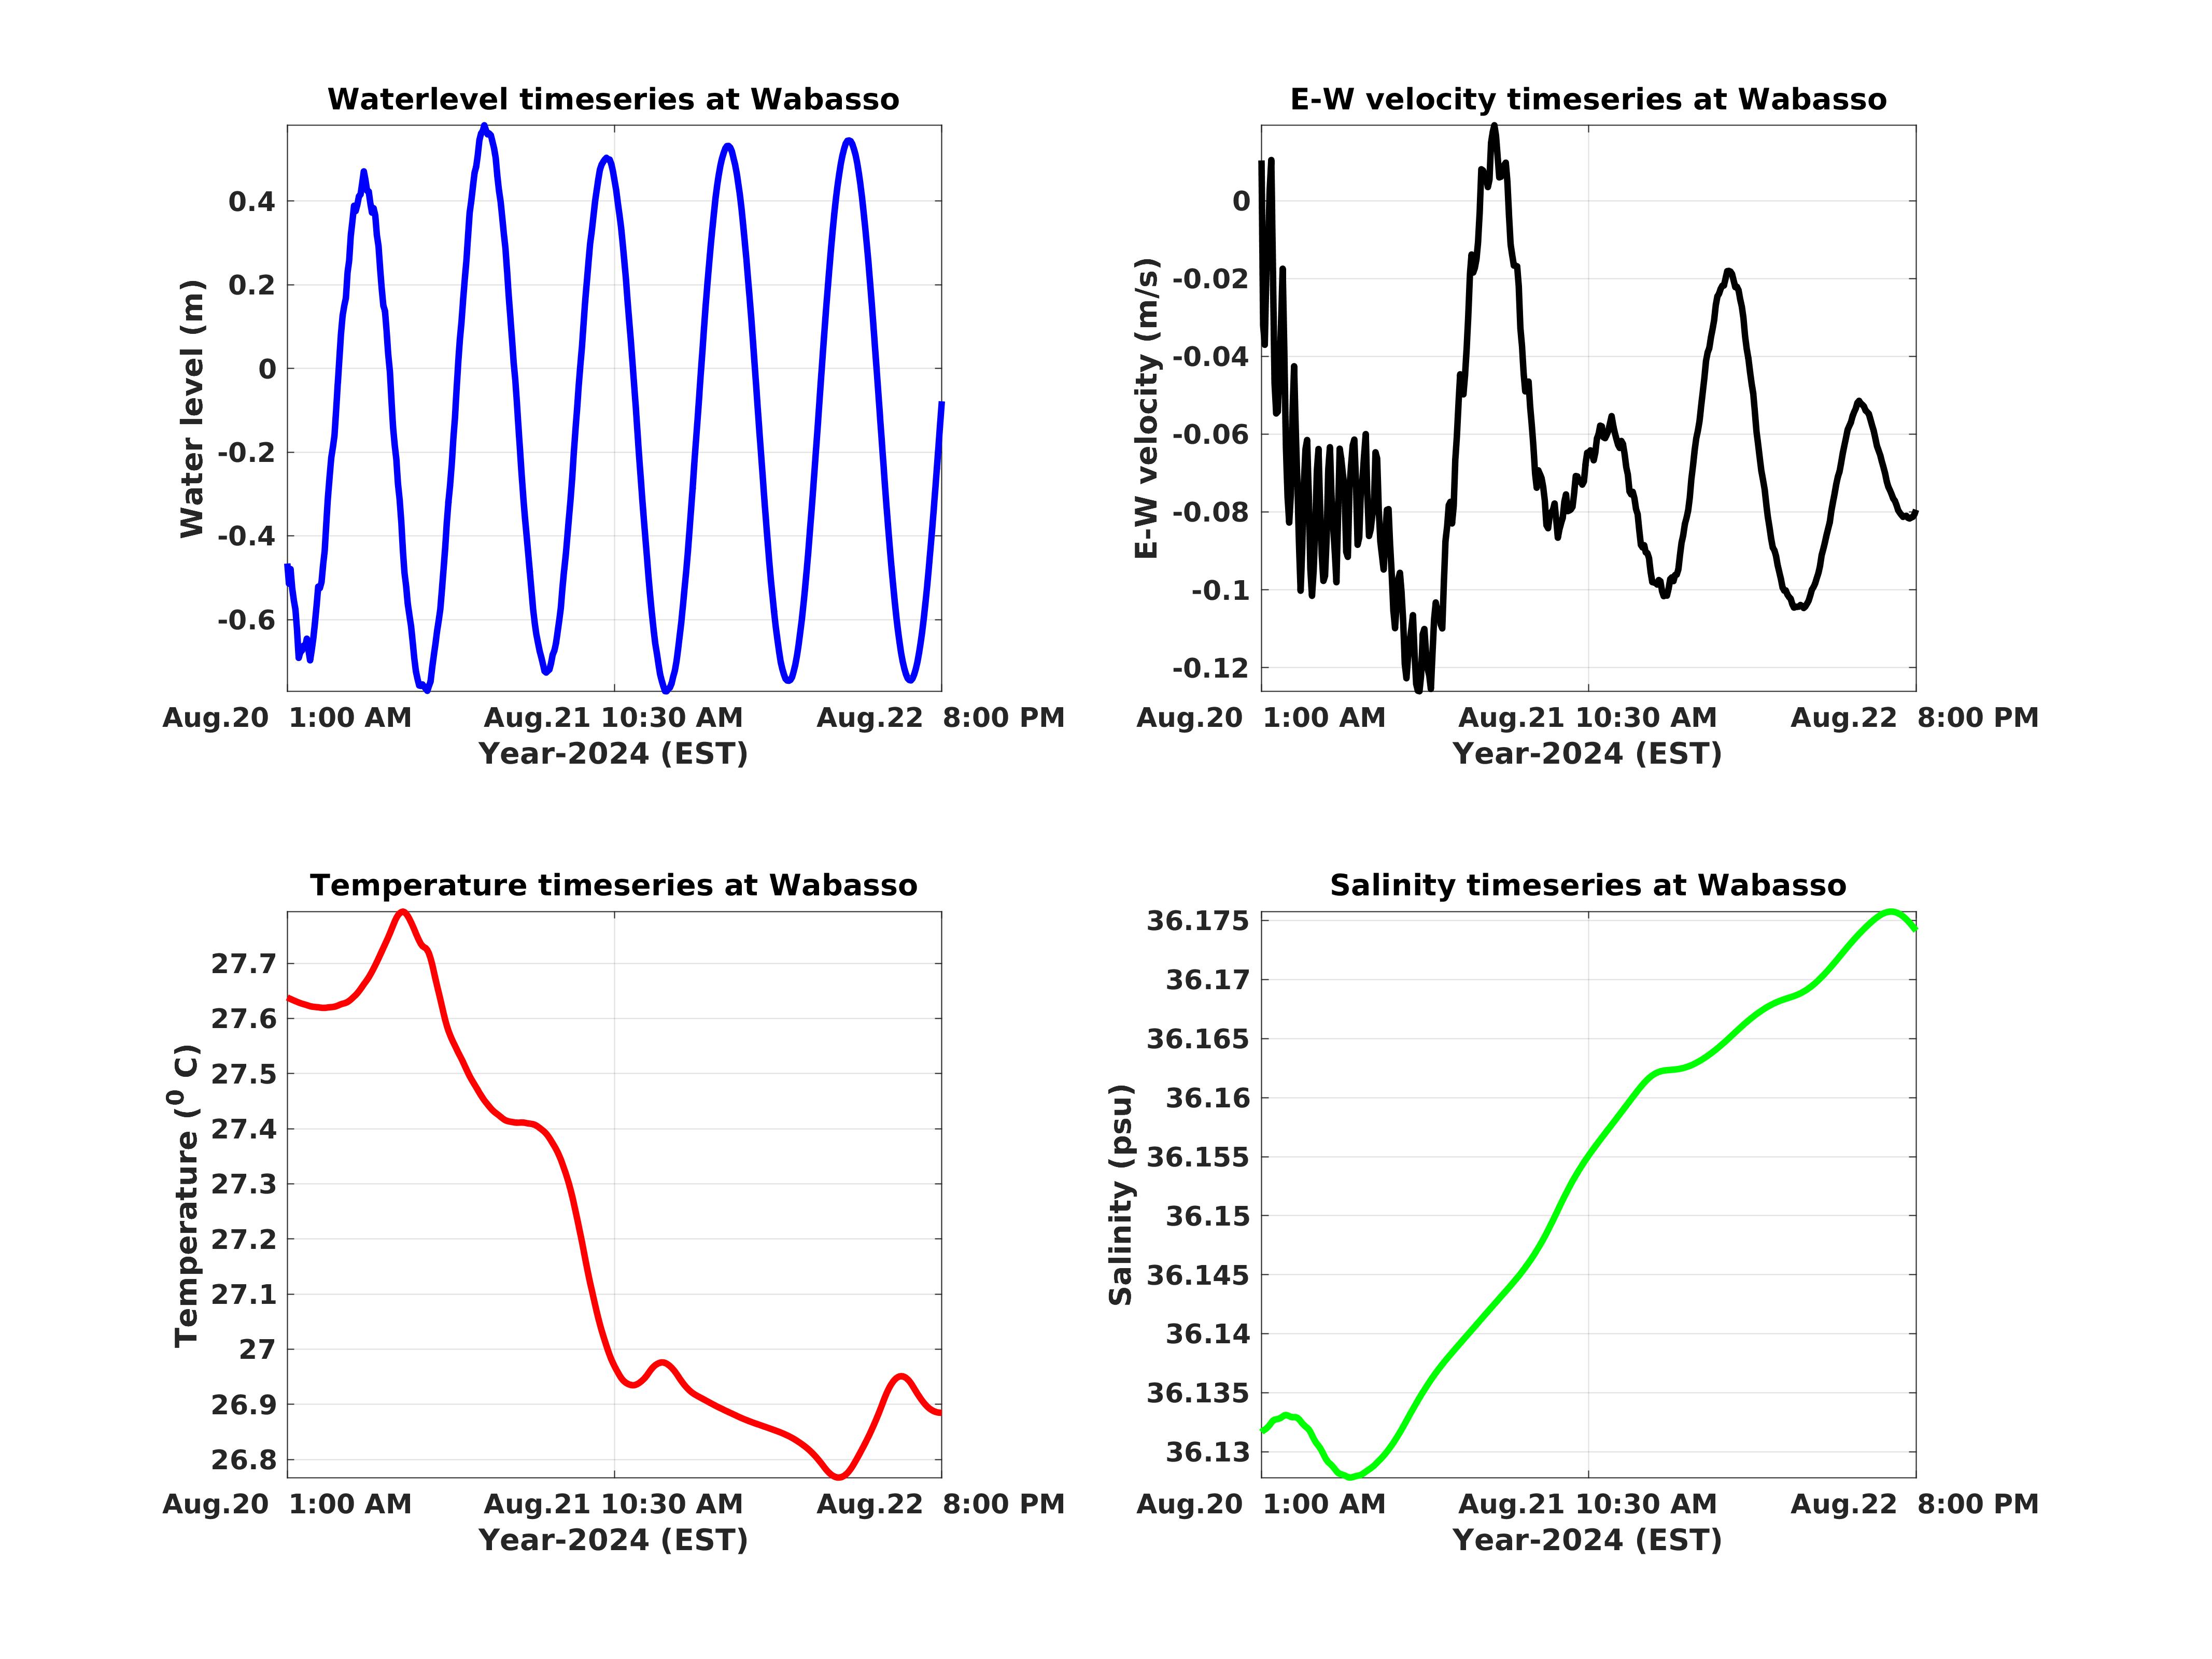 Waterlevel timeseries at Wabasso
Water level (m)
0.4
0.2
0
-0.2
-0.4
-0.6
Aug.20 1:00 AM Aug.21 10:30 AM Aug.22 8:00 PM
Year-2024 (EST)
E-W velocity timeseries at Wabasso
E-W velocity (m/s)
0
-0.02
-0.04
-0.06
-0.08
-0.1
-0.12
Aug.20 1:00 AM Aug.21 10:30 AM Aug.22 8:00 PM
Year-2024 (EST)
Temperature timeseries at Wabasso
Temperature (⁰ C)
27.7
27.6
27.5
27.4
27.3
27.2
27.1
27
26.9
26.8
Aug.20 1:00 AM Aug.21 10:30 AM Aug.22 8:00 PM
Year-2024 (EST)
Salinity timeseries at Wabasso
Salinity (psu)
36.175
36.17
36.165
36.16
36.155
36.15
36.145
36.14
36.135
36.13
Aug.20 1:00 AM Aug.21 10:30 AM Aug.22 8:00 PM
Year-2024 (EST)